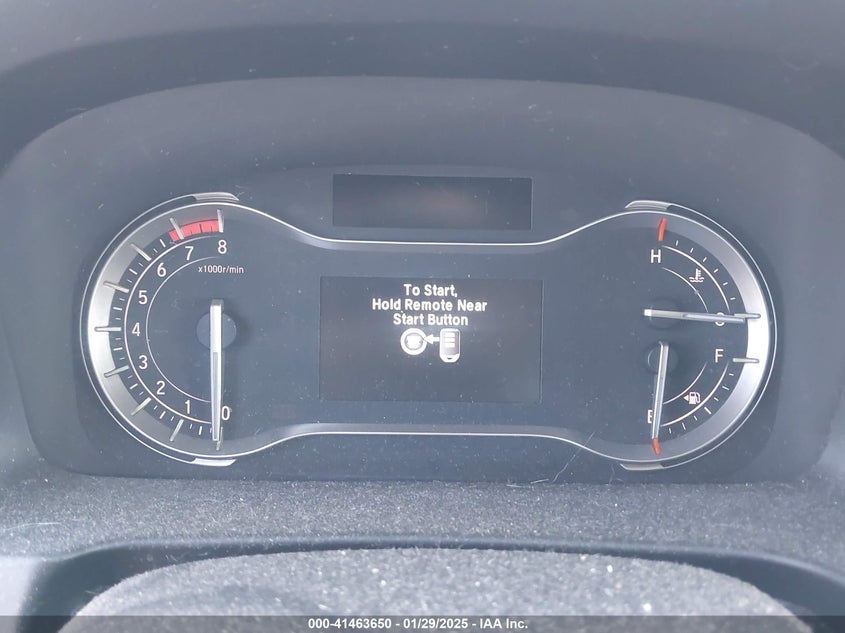 To Start,
Hold Remote Near
Start Button
8
7
6
5
4
3
2
1
0
x1000r/min
H
F
000-41463650 | 01/29/2025 | IAA Inc.